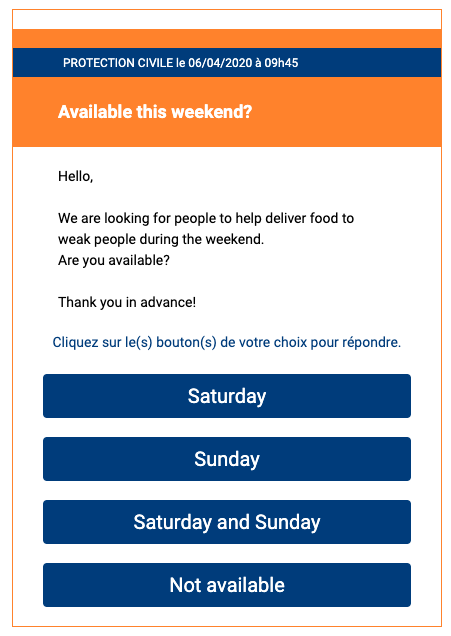 PROTECTION CIVILE le 06/04/2020 à 09h45
Available this weekend?
Hello,
We are looking for people to help deliver food to
weak people during the weekend.
Are you available?
Thank you in advance!
Cliquez sur le(s) bouton(s) de votre choix pour répondre.
Saturday
Sunday
Saturday and Sunday
Not available